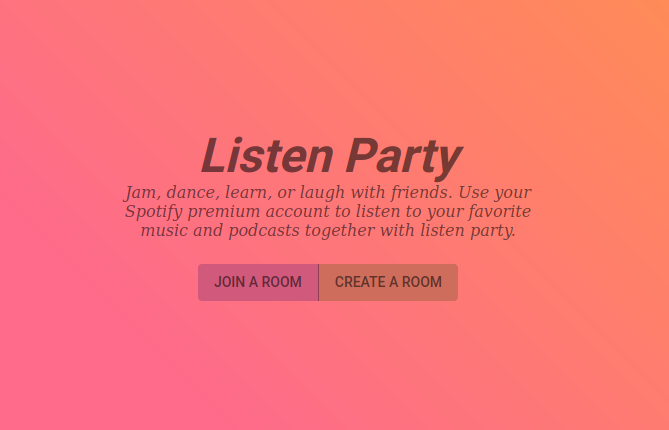 Listen Party
Jam, dance, learn, or laugh with friends. Use your
Spotify premium account to listen to your favorite
music and podcasts together with listen party.
JOIN A ROOM CREATE A ROOM